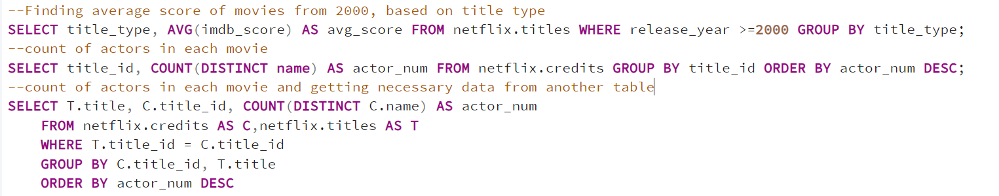 --Finding average score of movies from 2000, based on title type
SELECT title_type, AVG(imdb_score) AS avg_score FROM netflix.titles WHERE release_year >=2000 GROUP BY title_type;
--count of actors in each movie
SELECT title_id, COUNT(DISTINCT name) AS actor_num FROM netflix.credits GROUP BY title_id ORDER BY actor_num DESC;
--count of actors in each movie and getting necessary data from another table
SELECT T.title, C.title_id, COUNT(DISTINCT C.name) AS actor_num
    FROM netflix.credits AS C,netflix.titles AS T
    WHERE T.title_id = C.title_id
    GROUP BY C.title_id, T.title
    ORDER BY actor_num DESC